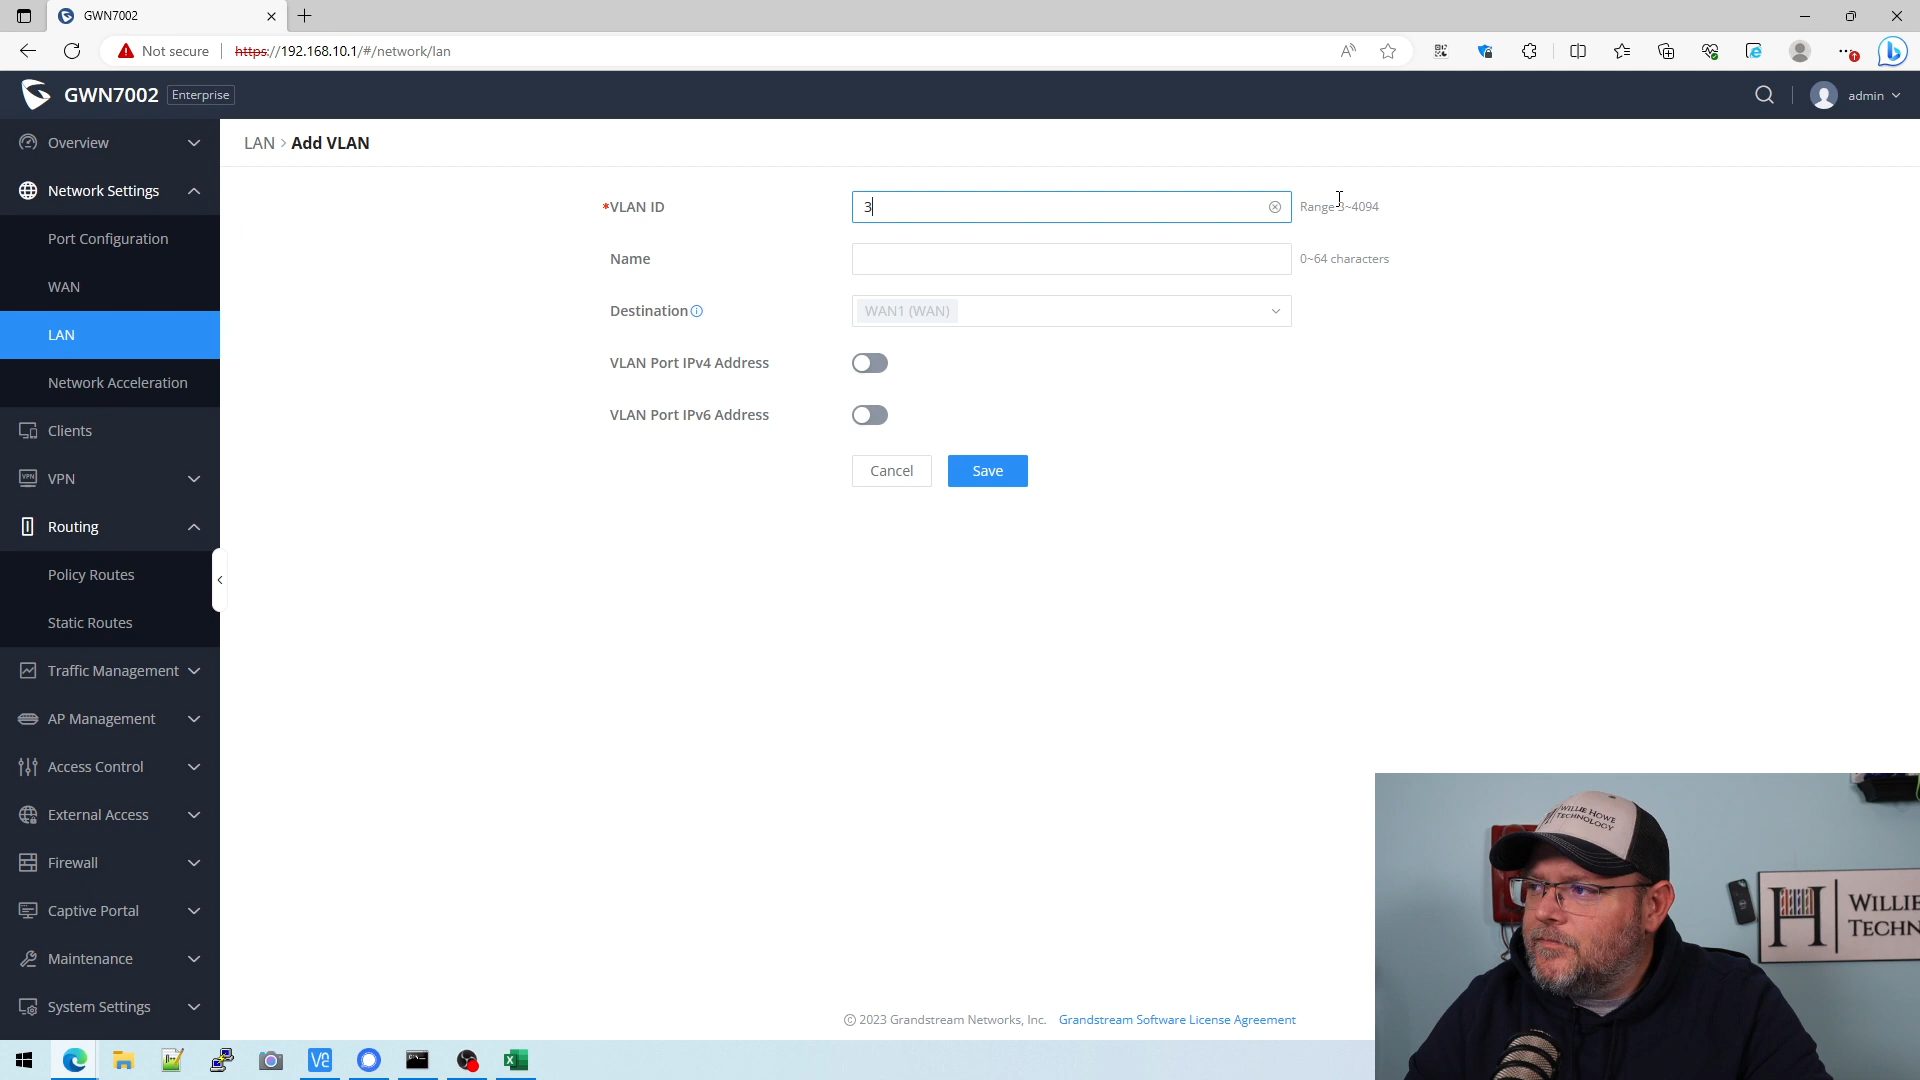 GWN7002
Not secure
https://192.168.10.1/#/network/lan
GWN7002
Enterprise
admin
Overview
Network Settings
Port Configuration
WAN
LAN
Network Acceleration
Clients
VPN
Routing
Policy Routes
Static Routes
Traffic Management
AP Management
Access Control
External Access
Firewall
Captive Portal
Maintenance
System Settings
LAN > Add VLAN
*VLAN ID
3
Range 3~4094
Name
0~64 characters
Destination
WAN1 (WAN)
VLAN Port IPv4 Address
VLAN Port IPv6 Address
Cancel
Save
© 2023 Grandstream Networks, Inc. Grandstream Software License Agreement
WILLIE HOWE
TECHNOLOGY
H
WILLIE
TECHN